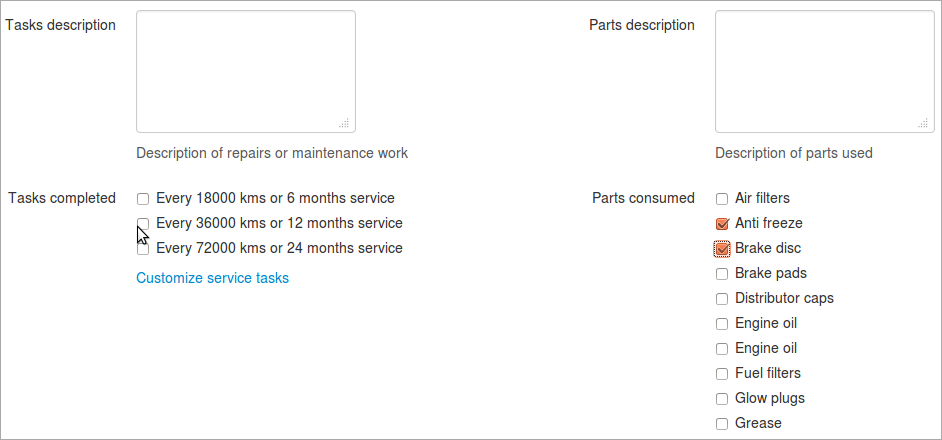 Tasks description
Description of repairs or maintenance work
Parts description
Description of parts used
Tasks completed
Every 18000 kms or 6 months service
Every 36000 kms or 12 months service
Every 72000 kms or 24 months service
Customize service tasks
Parts consumed
Air filters
Anti freeze
Brake disc
Brake pads
Distributor caps
Engine oil
Engine oil
Fuel filters
Glow plugs
Grease